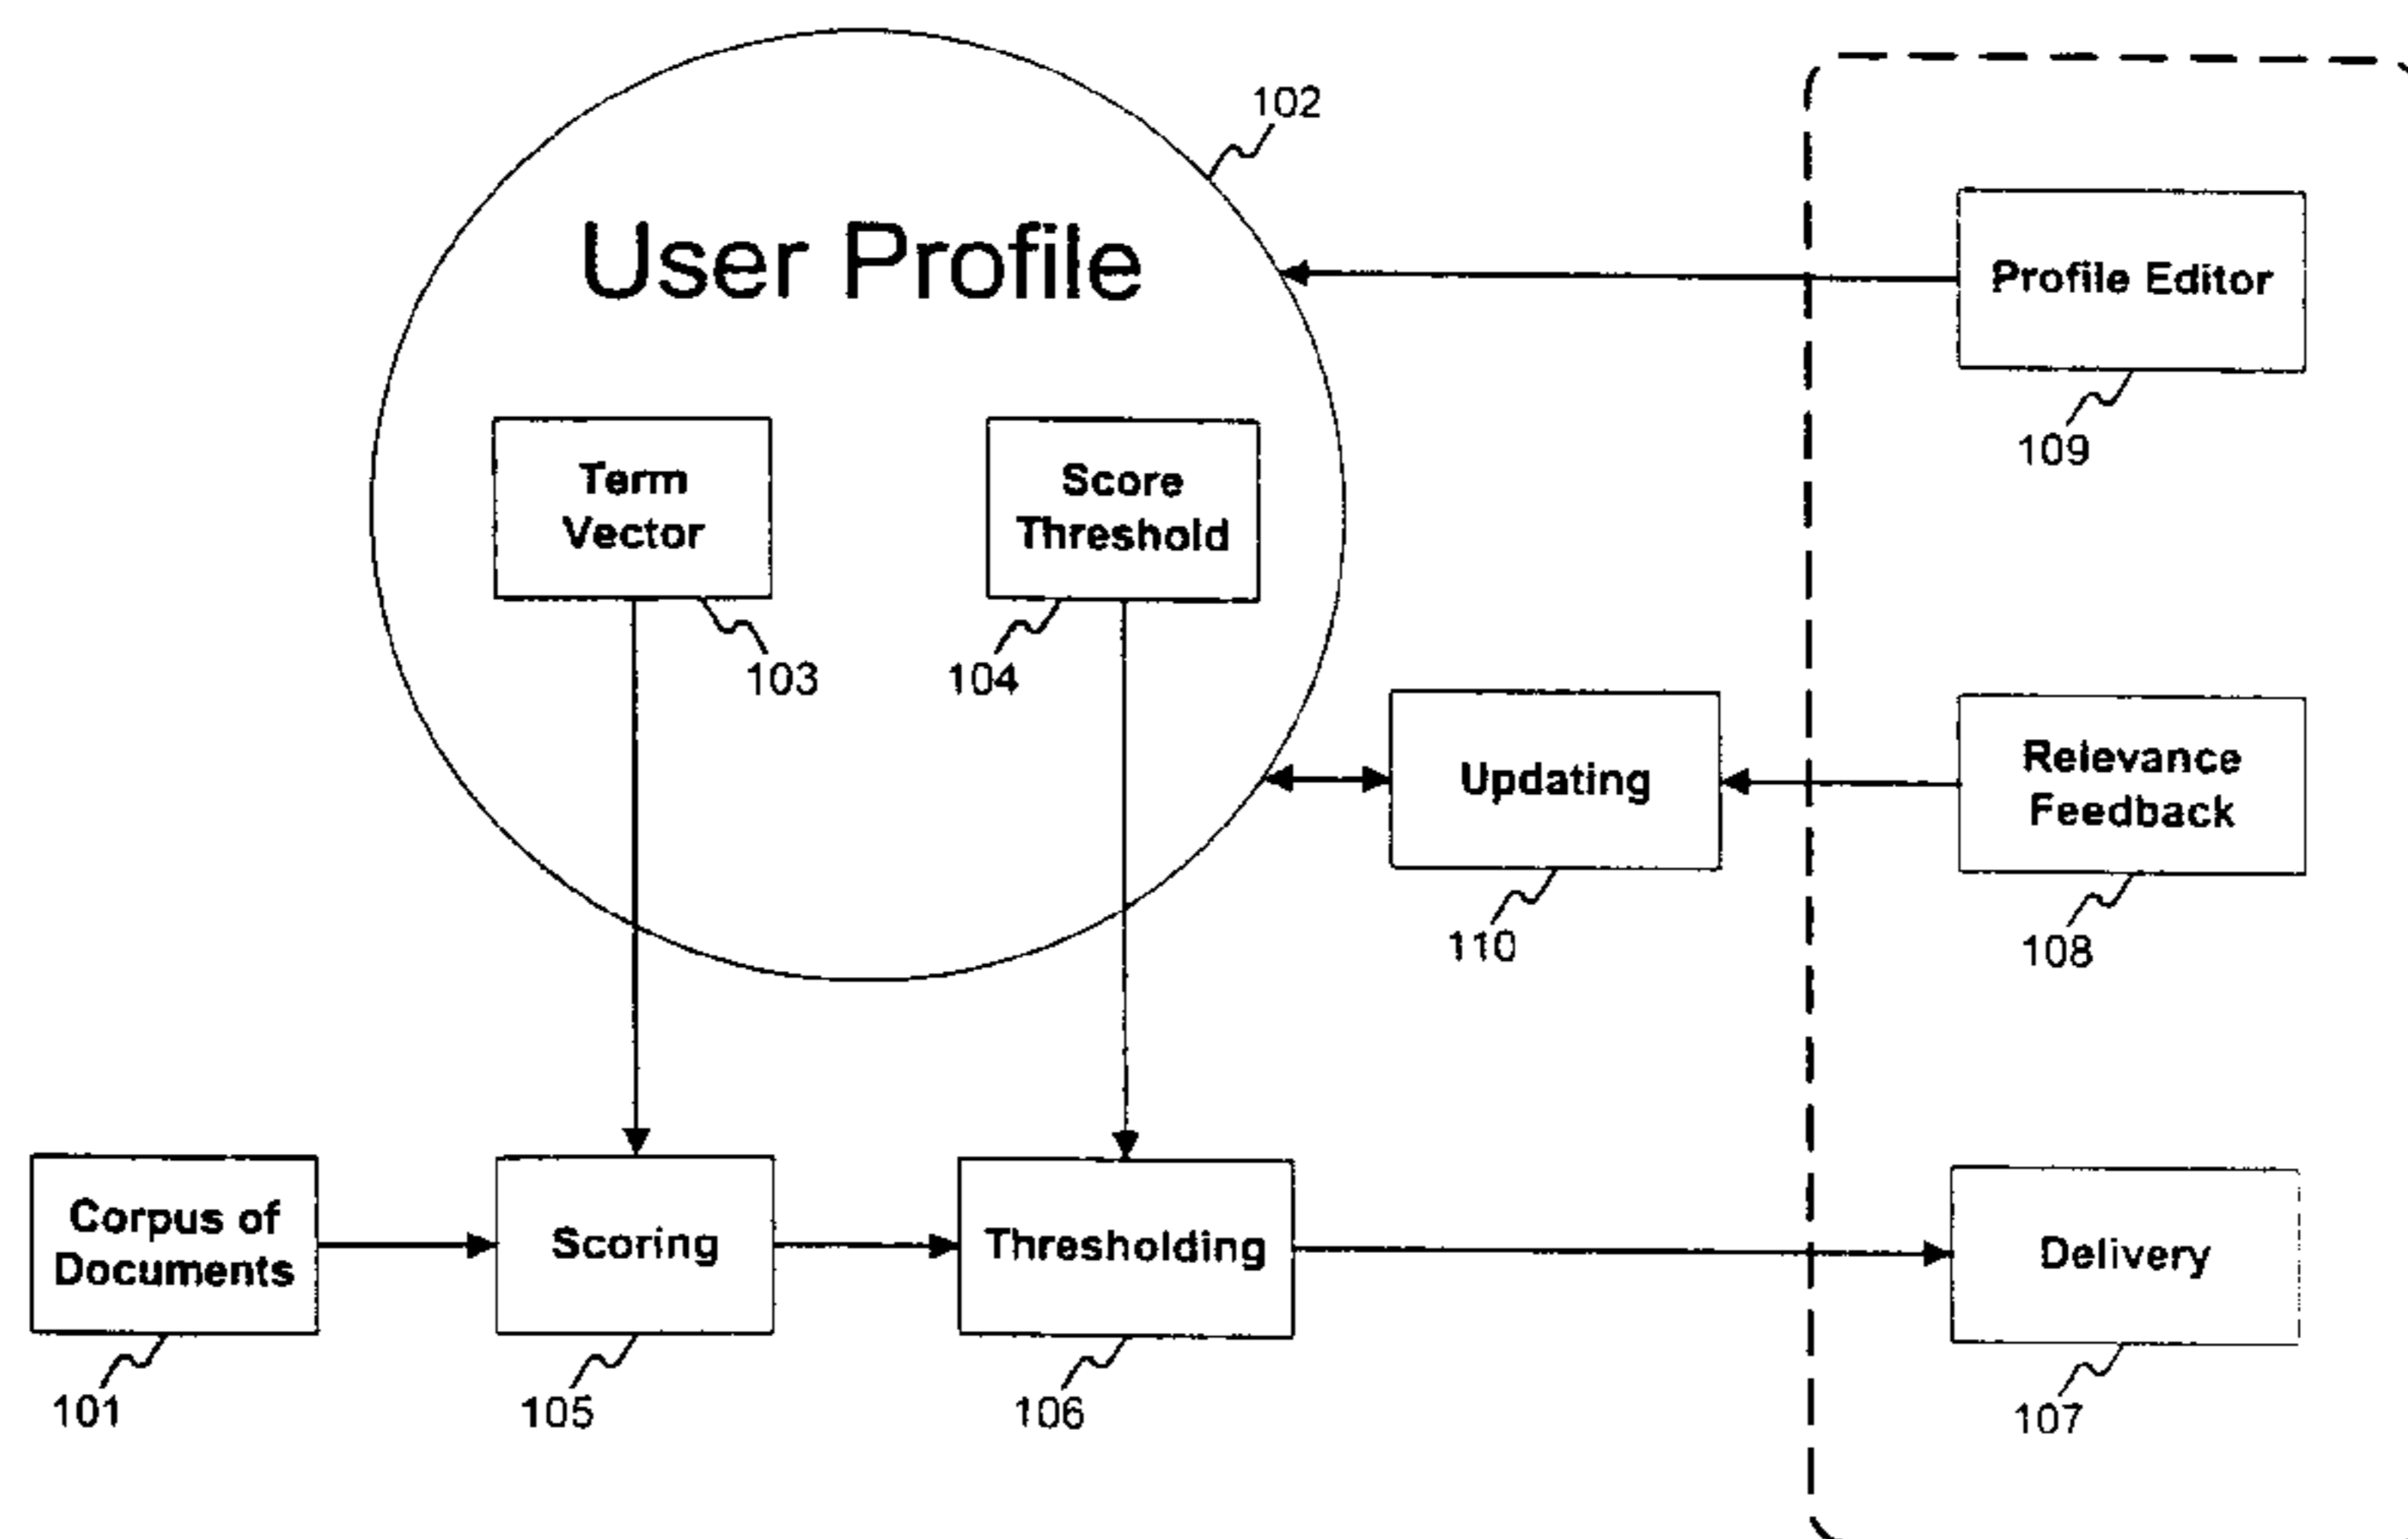 102
User Profile
Profile Editor
109
Term
Vector
103
Score
Threshold
104
Updating
110
Relevance
Feedback
108
Corpus of
Documents
101
Scoring
105
Thresholding
106
Delivery
107